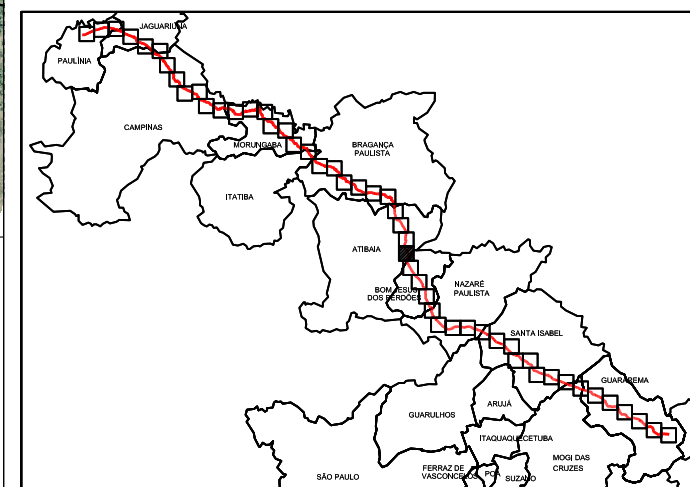 JAGUARIÚNA
PAULÍNIA
CAMPINAS
MORUNGABA
BRAGANÇA
PAULISTA
ITATIBA
ATIBAIA
BOM JESUS
DOS PERDÕES
NAZARÉ
PAULISTA
SANTA ISABEL
GUARAREMA
ARUJÁ
GUARULHOS
ITAQUAQUECETUBA
MOGI DAS
CRUZES
FERRAZ DE
VASCONCELOS
POÁ
SUZANO
SÃO PAULO